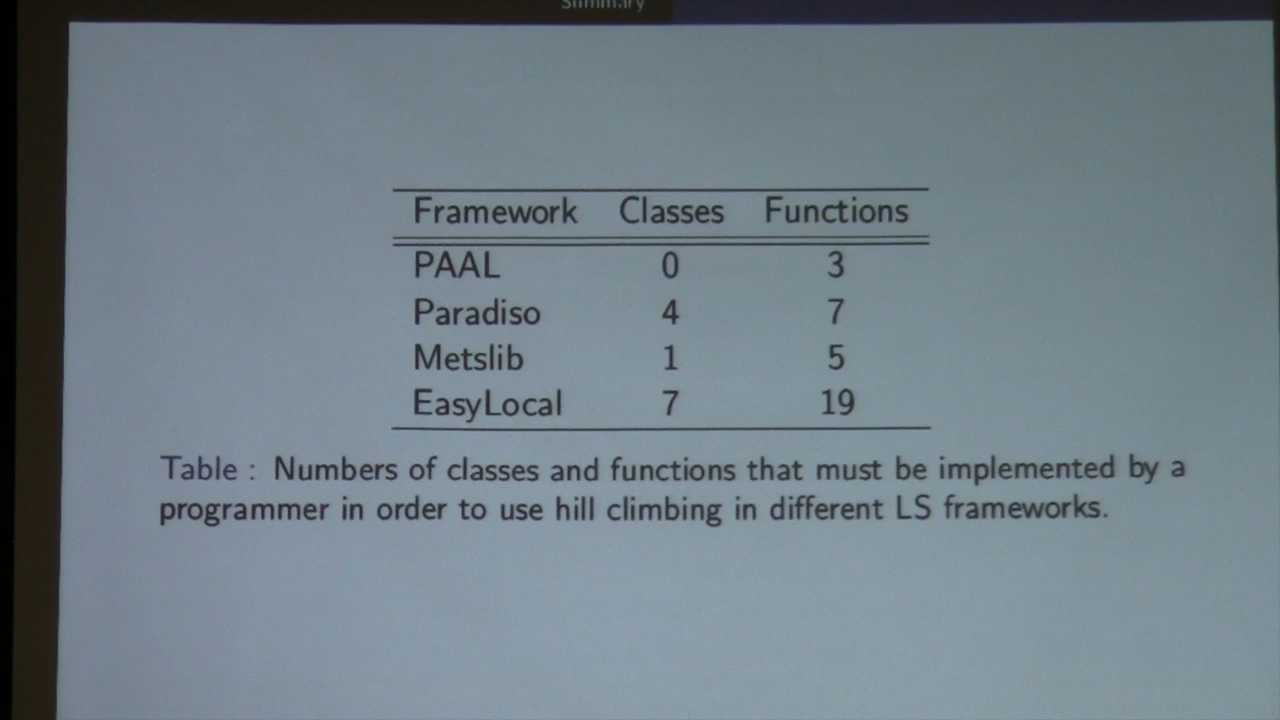 Summary
Framework Classes Functions
PAAL 0 3
Paradiso 4 7
Metslib 1 5
EasyLocal 7 19
Table : Numbers of classes and functions that must be implemented by a
programmer in order to use hill climbing in different LS frameworks.